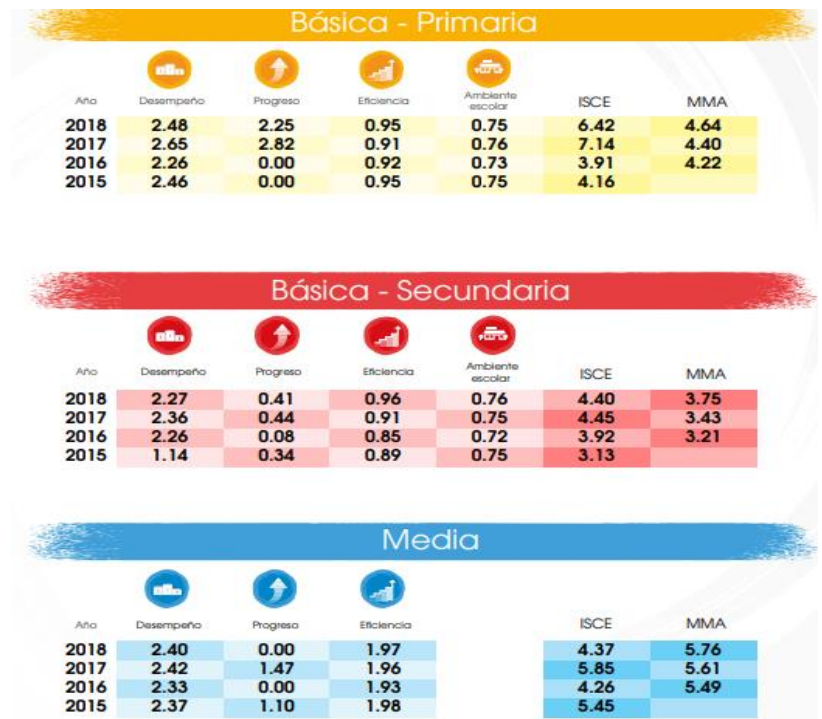 Básica - Primaria
Año Desempeño Progreso Eficiencia Ambiente escolar ISCE MMA
2018 2.48 2.25 0.95 0.75 6.42 4.64
2017 2.65 2.82 0.91 0.76 7.14 4.40
2016 2.26 0.00 0.92 0.73 3.91 4.22
2015 2.46 0.00 0.95 0.75 4.16
Básica - Secundaria
Año Desempeño Progreso Eficiencia Ambiente escolar ISCE MMA
2018 2.27 0.41 0.96 0.76 4.40 3.75
2017 2.36 0.44 0.91 0.75 4.45 3.43
2016 2.26 0.08 0.85 0.72 3.92 3.21
2015 1.14 0.34 0.89 0.75 3.13
Media
Año Desempeño Progreso Eficiencia ISCE MMA
2018 2.40 0.00 1.97 4.37 5.76
2017 2.42 1.47 1.96 5.85 5.61
2016 2.33 0.00 1.93 4.26 5.49
2015 2.37 1.10 1.98 5.45